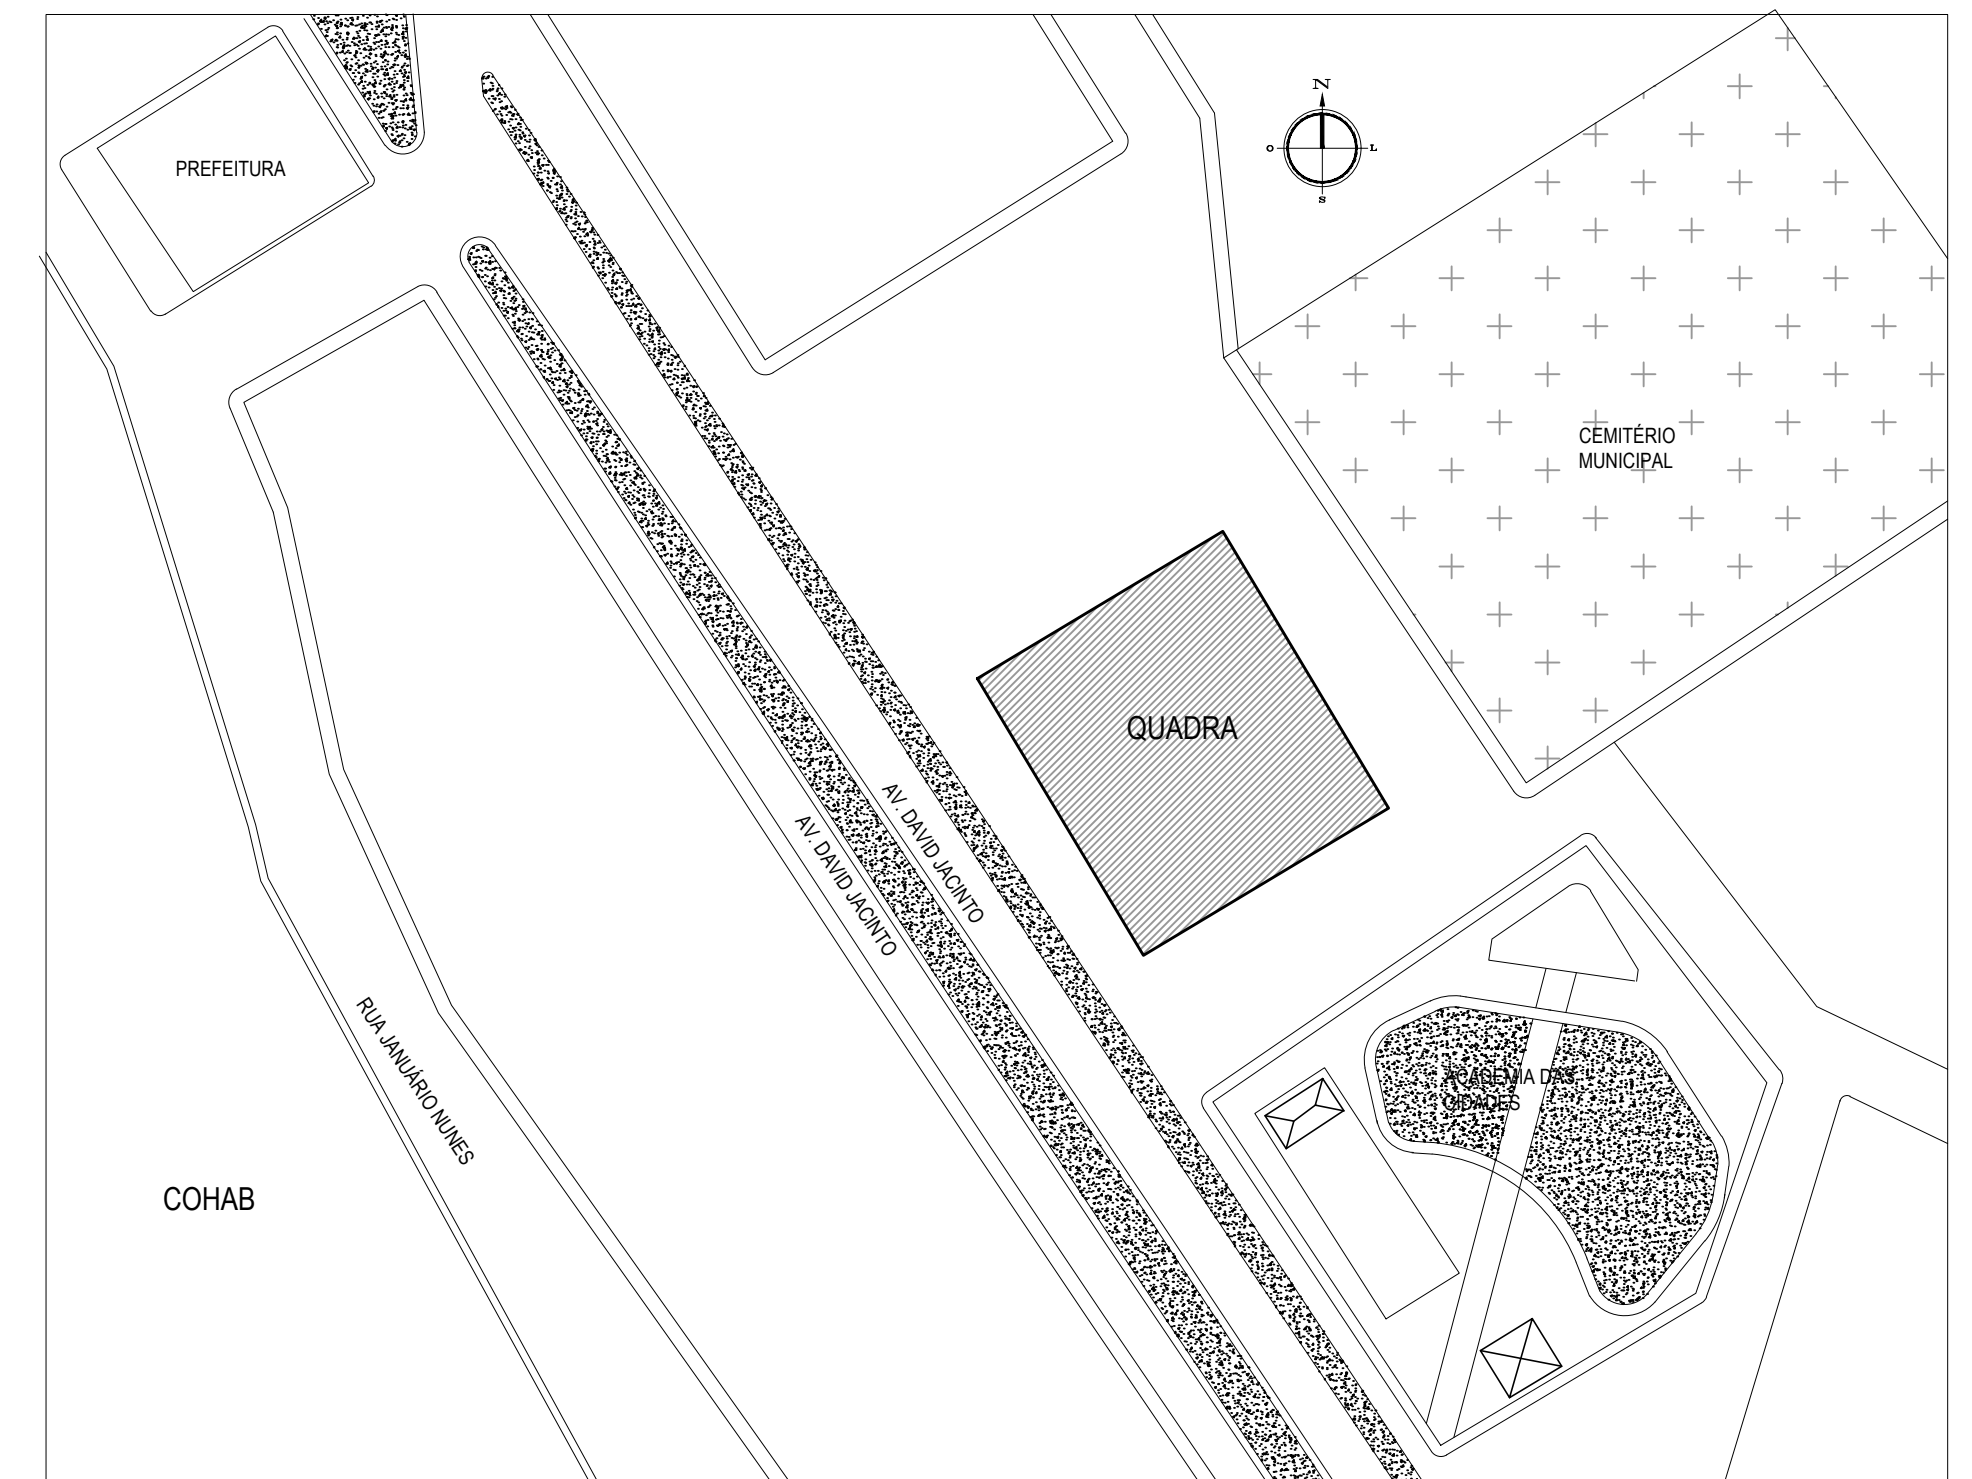 N
O
L
S
PREFEITURA
CEMITÉRIO
MUNICIPAL
QUADRA
AV. DAVID JACINTO
AV. DAVID JACINTO
RUA JANUÁRIO NUNES
ACADEMIA DAS
CIDADES
COHAB